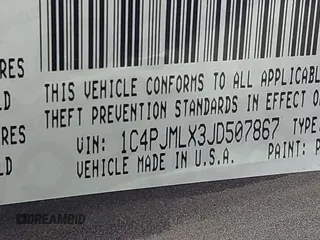 RES
LD
THIS VEHICLE CONFORMS TO ALL APPLICABL
THEFT PREVENTION STANDARDS IN EFFECT O
RES
VIN: 1C4PJMLX3JD507867 TYPE:
LD
VEHICLE MADE IN U.S.A. PAINT: P
DREAMBID